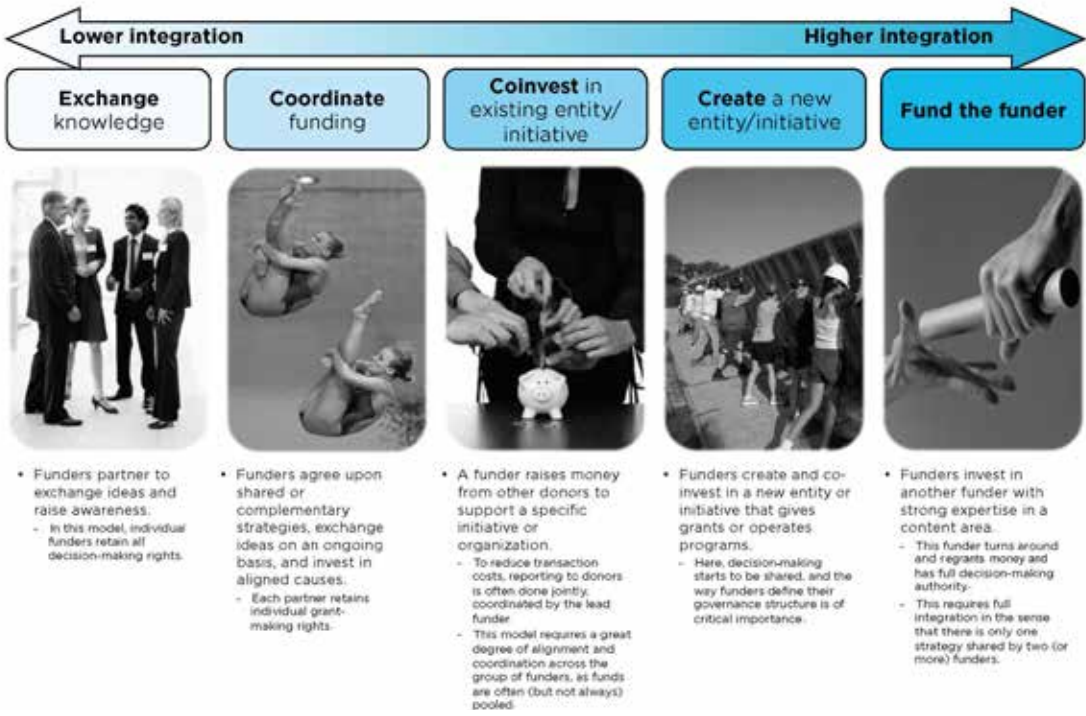 Lower integration
Higher integration
Exchange
knowledge
Coordinate
funding
Coinvest in
existing entity/
initiative
Create a new
entity/initiative
Fund the funder
• Funders partner to
exchange ideas and
raise awareness.
- In this model, individual
funders retain all
decision-making rights.
• Funders agree upon
shared or
complementary
strategies, exchange
ideas on an ongoing
basis, and invest in
aligned causes.
- Each partner retains
individual grant-
making rights.
• A funder raises money
from other donors to
support a specific
initiative or
organization.
- To reduce transaction
costs, reporting to donors
is often done jointly,
coordinated by the lead
funder
- This model requires a great
degree of alignment and
coordination across the
group of funders, as funds
are often (but not always)
pooled.
• Funders create and co-
invest in a new entity or
initiative that gives
grants or operates
programs.
- Here, decision-making
starts to be shared, and the
way funders define their
governance structure is of
critical importance.
• Funders invest in
another funder with
strong expertise in a
content area.
- This funder turns around
and regrants money and
has full decision-making
authority.
- This requires full
integration in the sense
that there is only one
strategy shared by two (or
more) funders.